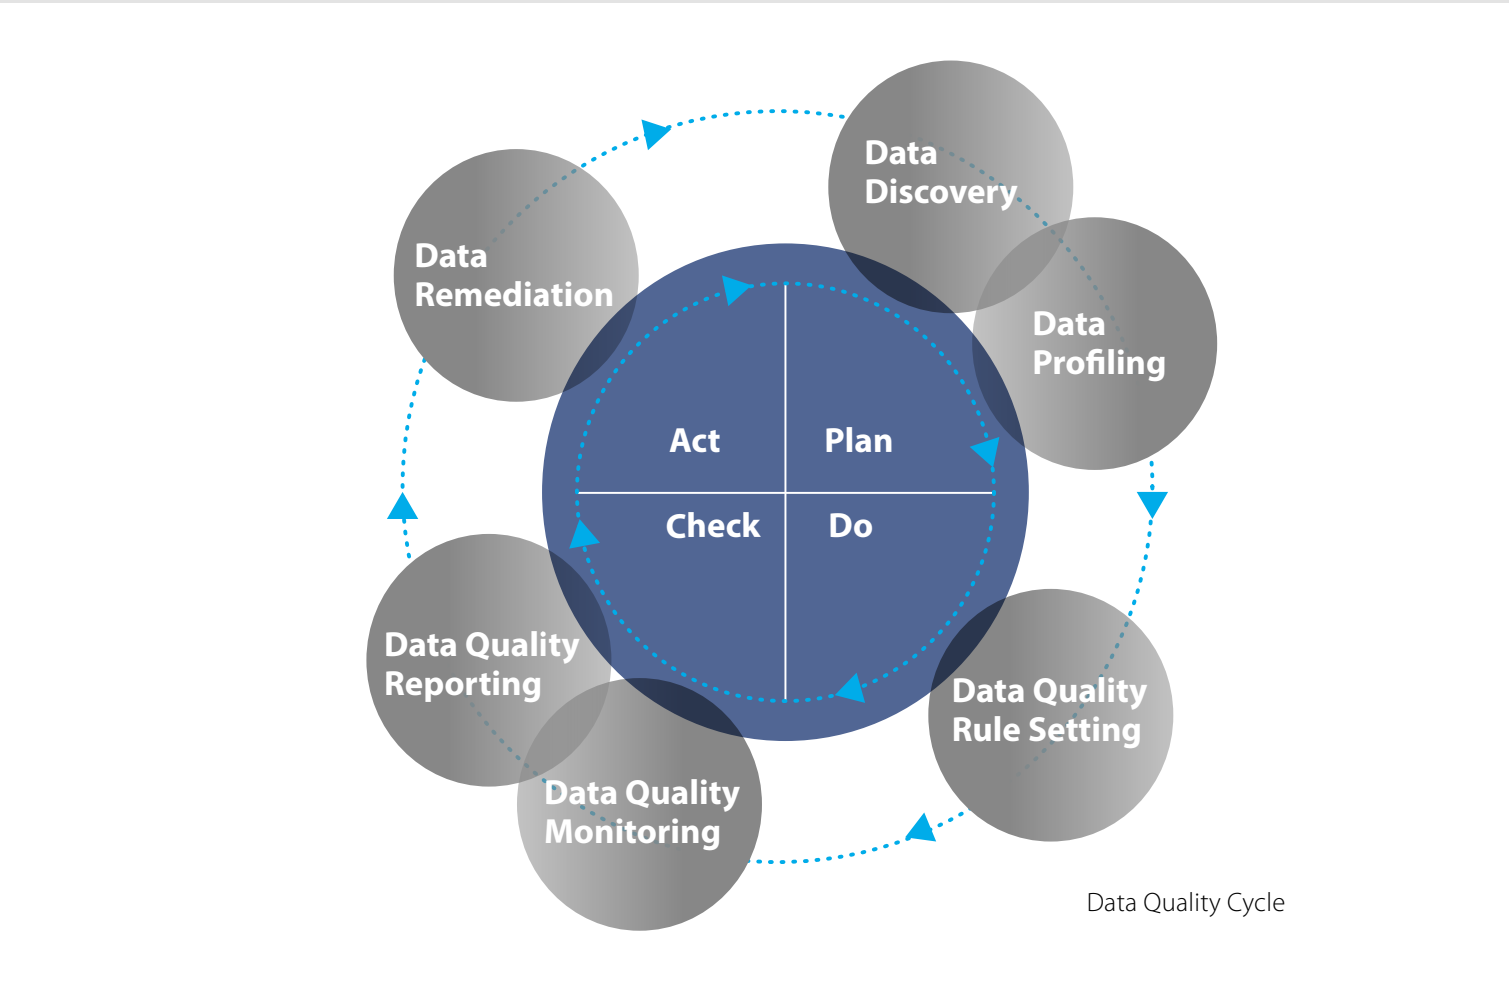 Data
Discovery
Data
Profiling
Data
Remediation
Act
Plan
Check
Do
Data Quality
Reporting
Data Quality
Rule Setting
Data Quality
Monitoring
Data Quality Cycle